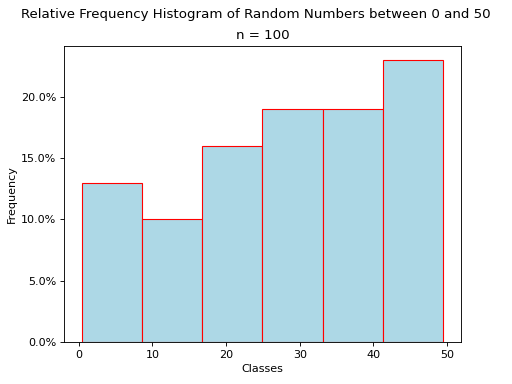 Relative Frequency Histogram of Random Numbers between 0 and 50
n = 100
20.0%
15.0%
10.0%
5.0%
0.0%
Frequency
0 10 20 30 40 50
Classes